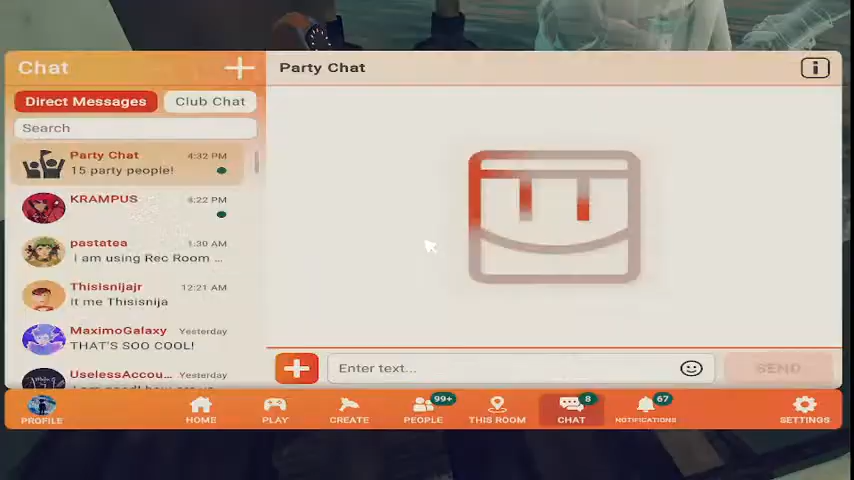 Chat
Party Chat
Direct Messages
Club Chat
Search
Party Chat 4:32 PM
15 party people!
KRAMPUS 4:22 PM
pastatea 1:30 AM
I am using Rec Room ...
Thisisnijajr 12:21 AM
It me Thisisnija
MaximoGalaxy Yesterday
THAT'S SOO COOL!
UselessAccou... Yesterday
Enter text...
SEND
99+
8
67
PROFILE
HOME
PLAY
CREATE
PEOPLE
THIS ROOM
CHAT
NOTIFICATIONS
SETTINGS